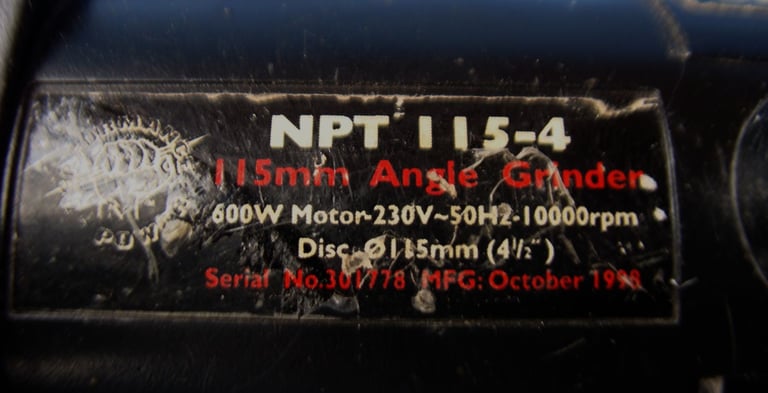 NPT 115-4
115mm Angle Grinder
600W Motor-230V~50HZ-10000rpm
Disc Ø115mm (4½")
Serial No.301778 MFG: October 1998
POWER